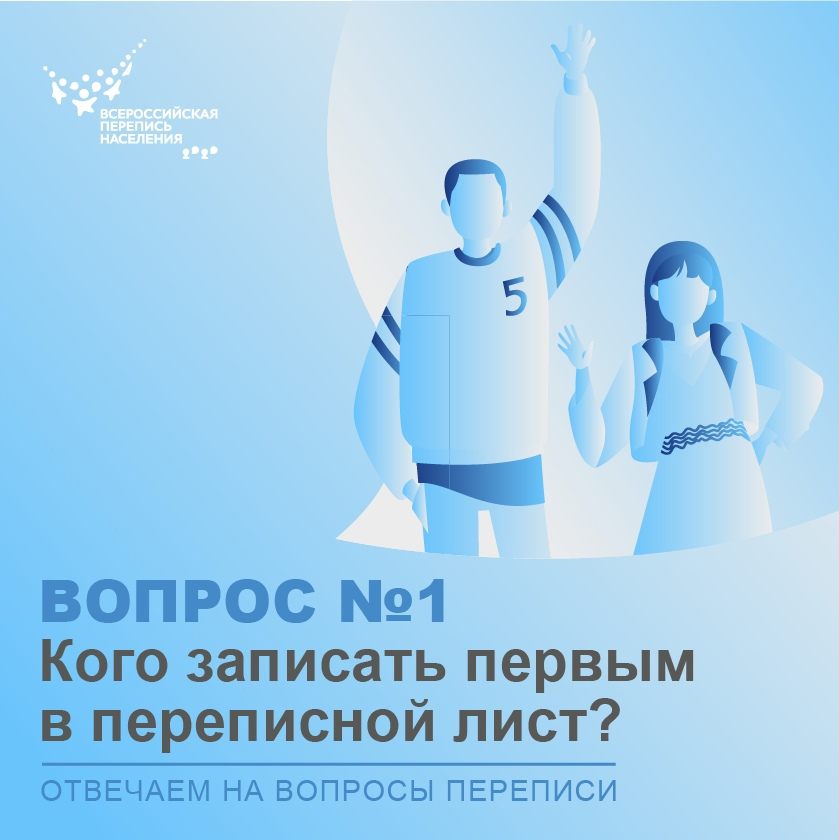 ВСЕРОССИЙСКАЯ
ПЕРЕПИСЬ
НАСЕЛЕНИЯ
2020
5
ВОПРОС №1
Кого записать первым
в переписной лист?
ОТВЕЧАЕМ НА ВОПРОСЫ ПЕРЕПИСИ